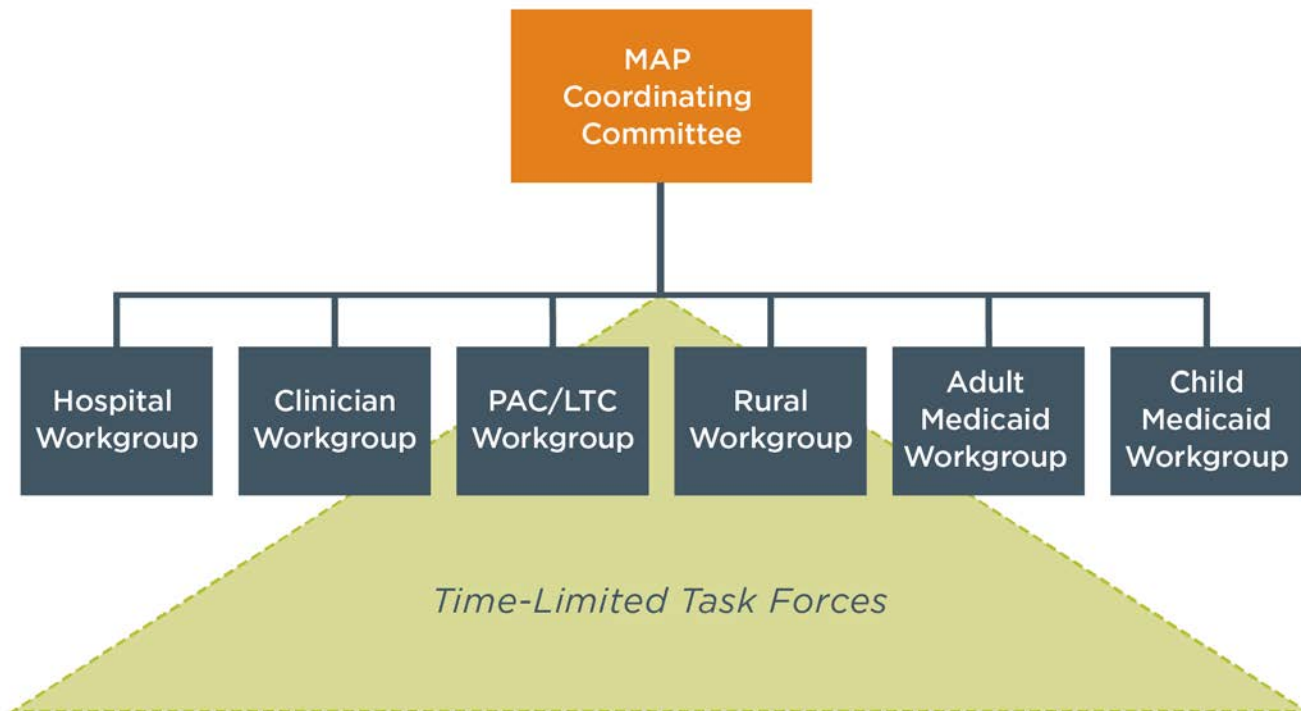 MAP
Coordinating
Committee
Hospital
Workgroup
Clinician
Workgroup
PAC/LTC
Workgroup
Rural
Workgroup
Adult
Medicaid
Workgroup
Child
Medicaid
Workgroup
Time-Limited Task Forces